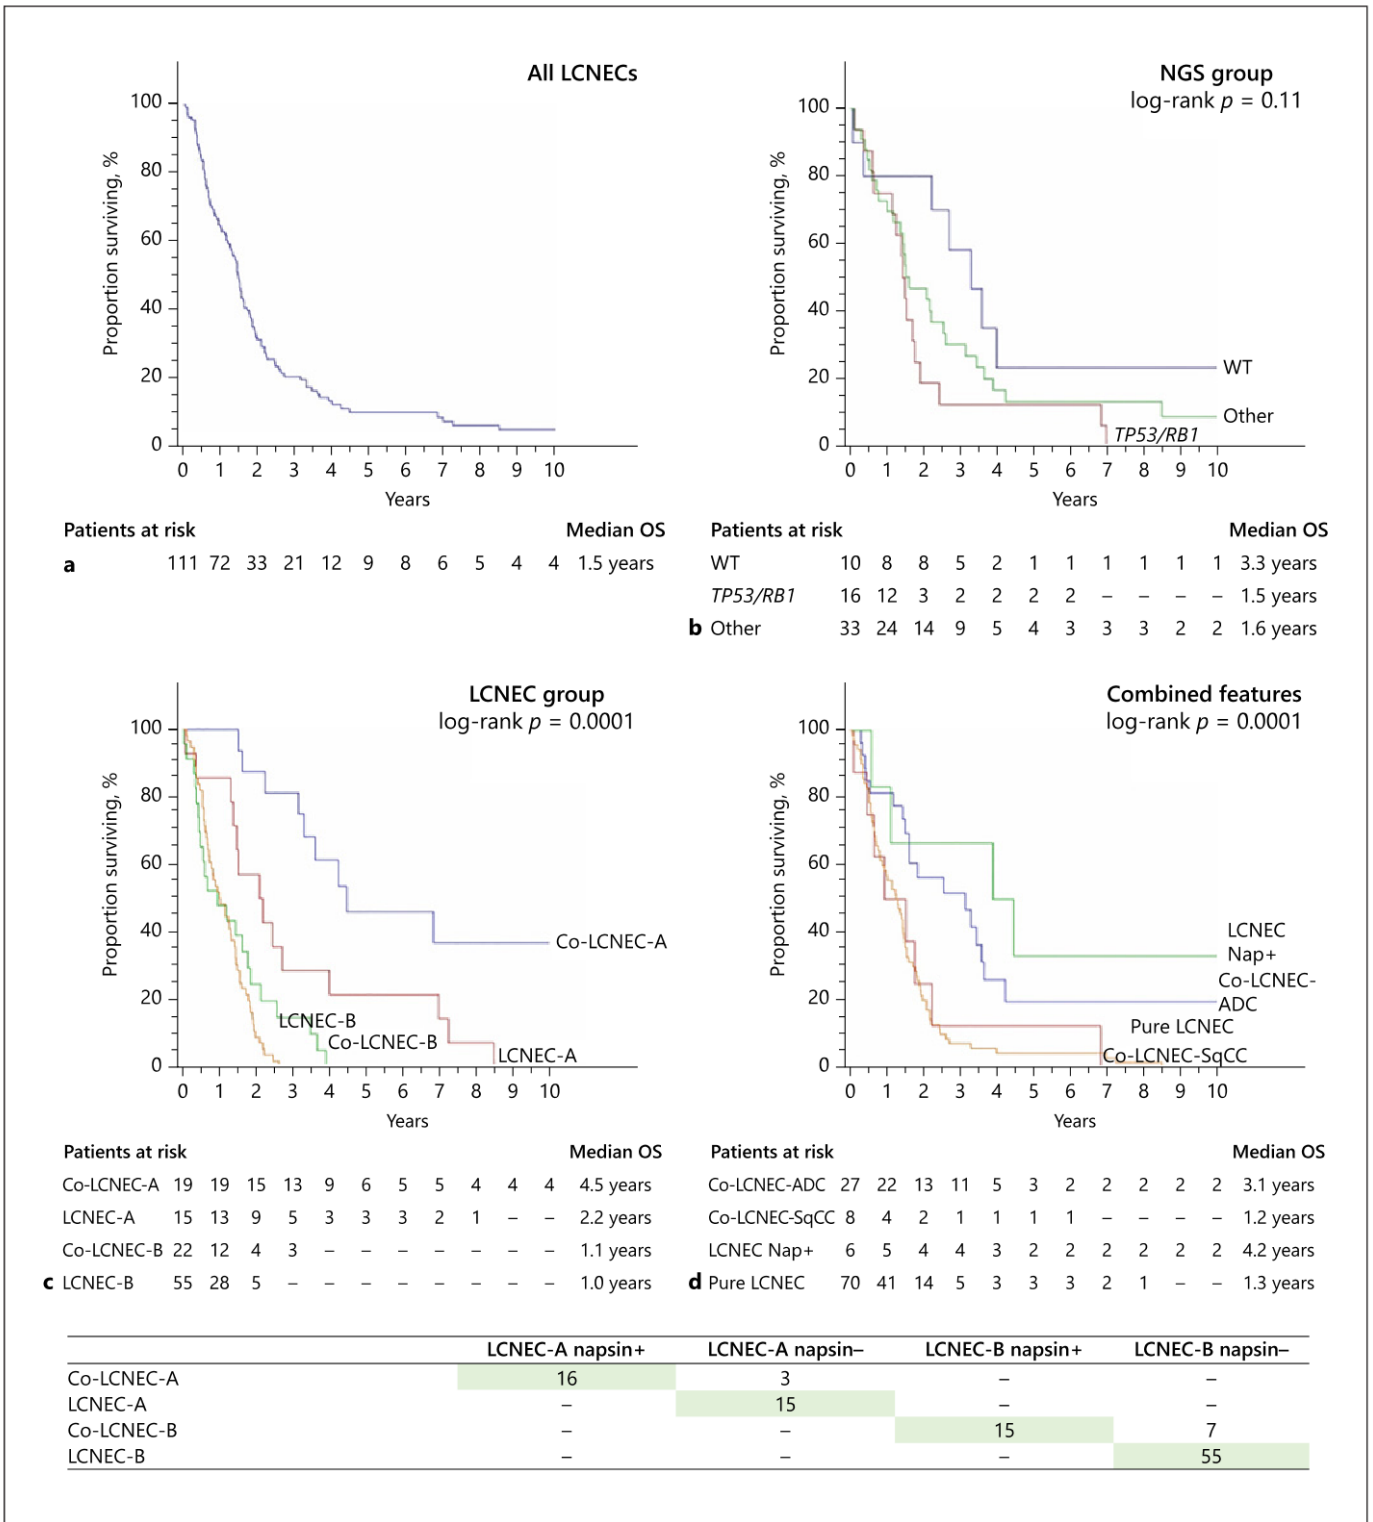 All LCNECs
100
80
60
40
20
0
Proportion surviving, %
0 1 2 3 4 5 6 7 8 9 10
Years
Patients at risk Median OS
a 111 72 33 21 12 9 8 6 5 4 4 1.5 years
NGS group
log-rank p = 0.11
100
80
60
40
20
0
Proportion surviving, %
WT
Other
TP53/RB1
0 1 2 3 4 5 6 7 8 9 10
Years
Patients at risk Median OS
WT 10 8 8 5 2 1 1 1 1 1 1 3.3 years
TP53/RB1 16 12 3 2 2 2 2 – – – – 1.5 years
b Other 33 24 14 9 5 4 3 3 3 2 2 1.6 years
LCNEC group
log-rank p = 0.0001
100
80
60
40
20
0
Proportion surviving, %
Co-LCNEC-A
LCNEC-B
Co-LCNEC-B
LCNEC-A
0 1 2 3 4 5 6 7 8 9 10
Years
Patients at risk Median OS
Co-LCNEC-A 19 19 15 13 9 6 5 5 4 4 4 4.5 years
LCNEC-A 15 13 9 5 3 3 3 2 1 – – 2.2 years
Co-LCNEC-B 22 12 4 3 – – – – – – – 1.1 years
c LCNEC-B 55 28 5 – – – – – – – – 1.0 years
Combined features
log-rank p = 0.0001
100
80
60
40
20
0
Proportion surviving, %
LCNEC
Nap+
Co-LCNEC-
ADC
Pure LCNEC
Co-LCNEC-SqCC
0 1 2 3 4 5 6 7 8 9 10
Years
Patients at risk Median OS
Co-LCNEC-ADC 27 22 13 11 5 3 2 2 2 2 2 3.1 years
Co-LCNEC-SqCC 8 4 2 1 1 1 1 – – – – 1.2 years
LCNEC Nap+ 6 5 4 4 3 2 2 2 2 2 2 4.2 years
d Pure LCNEC 70 41 14 5 3 3 3 2 1 – – 1.3 years
LCNEC-A napsin+ LCNEC-A napsin– LCNEC-B napsin+ LCNEC-B napsin–
Co-LCNEC-A 16 3 – –
LCNEC-A – 15 – –
Co-LCNEC-B – – 15 7
LCNEC-B – – – 55